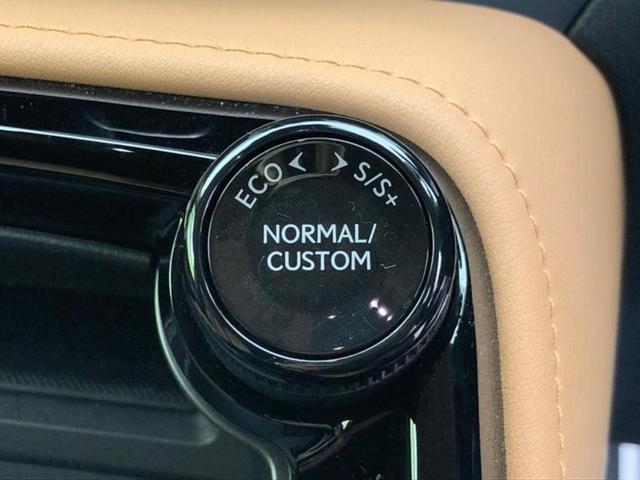 ECO < > S/S+
NORMAL/
CUSTOM